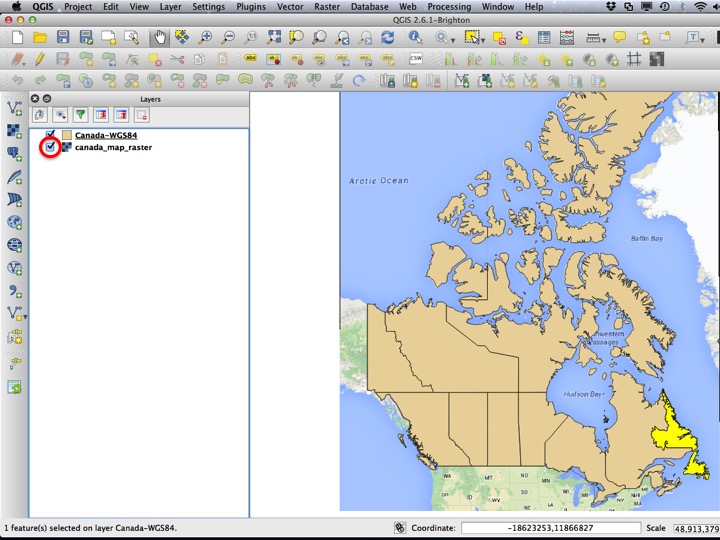 QGIS Project Edit View Layer Settings Plugins Vector Raster Database Web Processing Window Help
QGIS 2.6.1-Brighton
CSW
Layers
Canada-WGS84
canada_map_raster
Arctic Ocean
Baffin Bay
Passages
Hudson Bay
WA
MT
ND
MN
OR
ID
SD
WI
MI
WY
1 feature(s) selected on layer Canada-WGS84.
Coordinate: -18623253,11866827 Scale 48,913,379